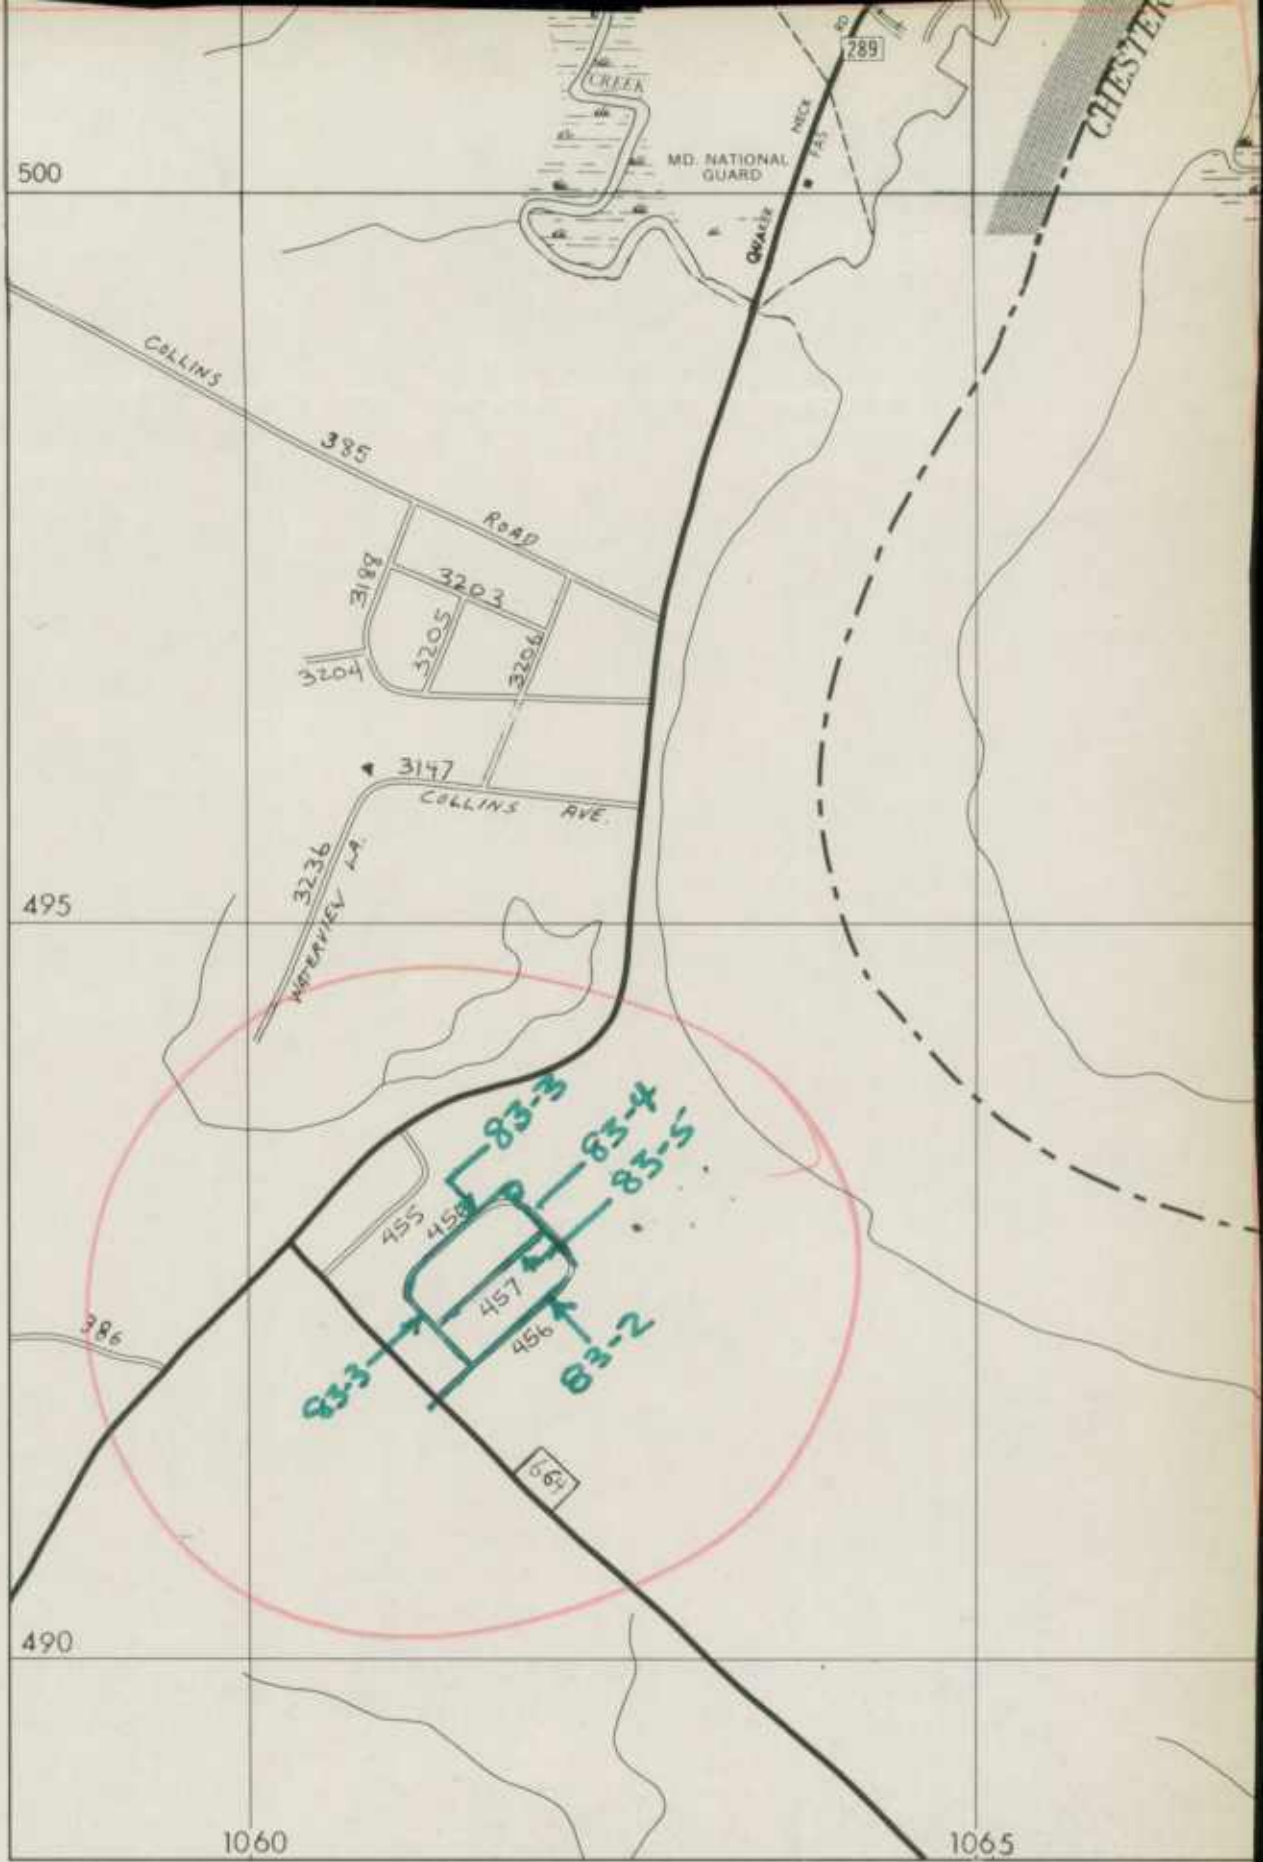 CREEK
RD
289
CHESTER
NECK
FAS
MD. NATIONAL
GUARD
500
QUAKER
COLLINS
385
ROAD
3188
3203
3205
3206
3204
3147
COLLINS AVE.
3236
WATERVIEW LA.
495
83-3
83-4
83-5
455
458
457
456
386
83-3
83-2
664
490
1060
1065